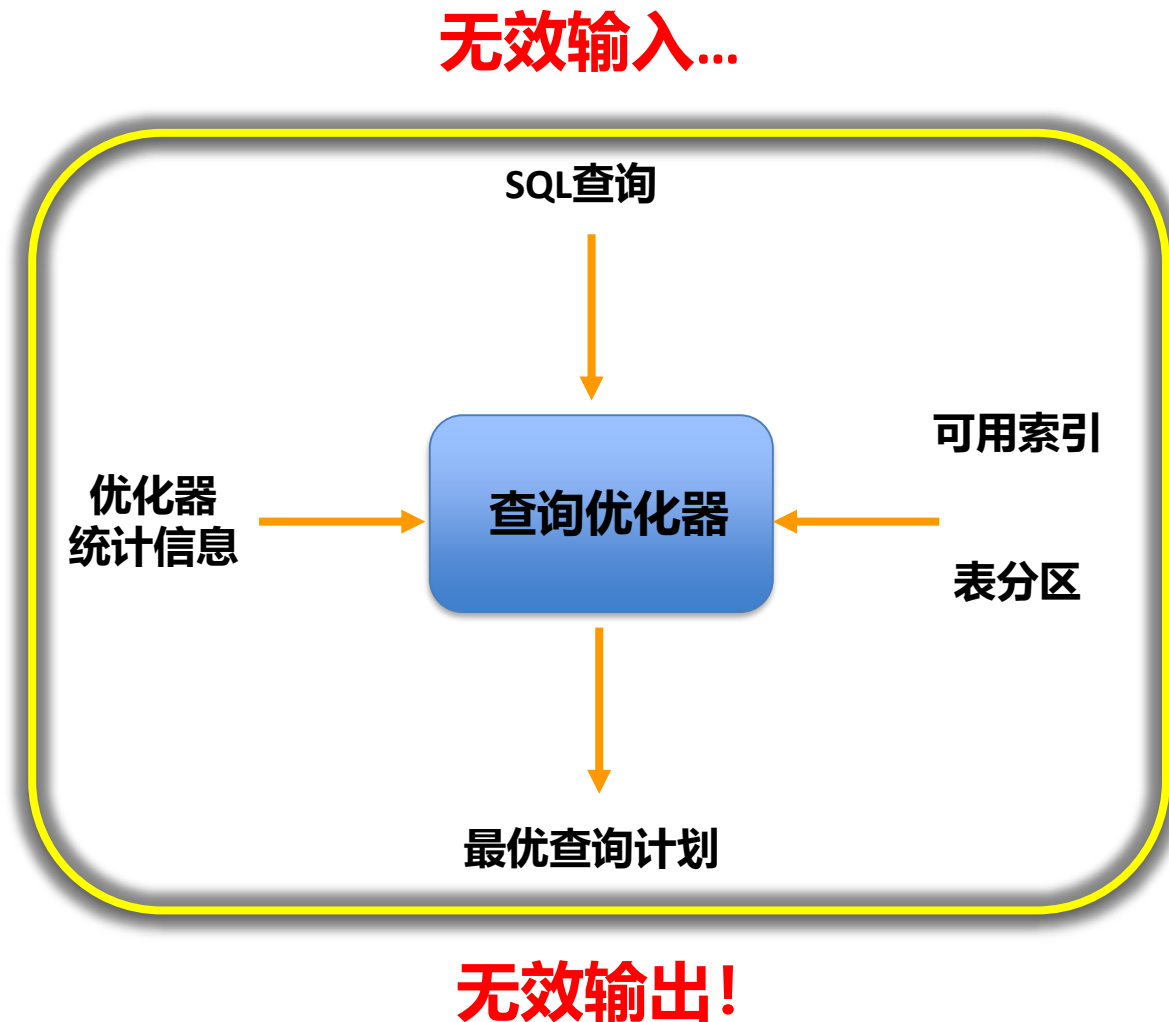 无效输入...
SQL查询
可用索引
优化器
统计信息
查询优化器
表分区
最优查询计划
无效输出！